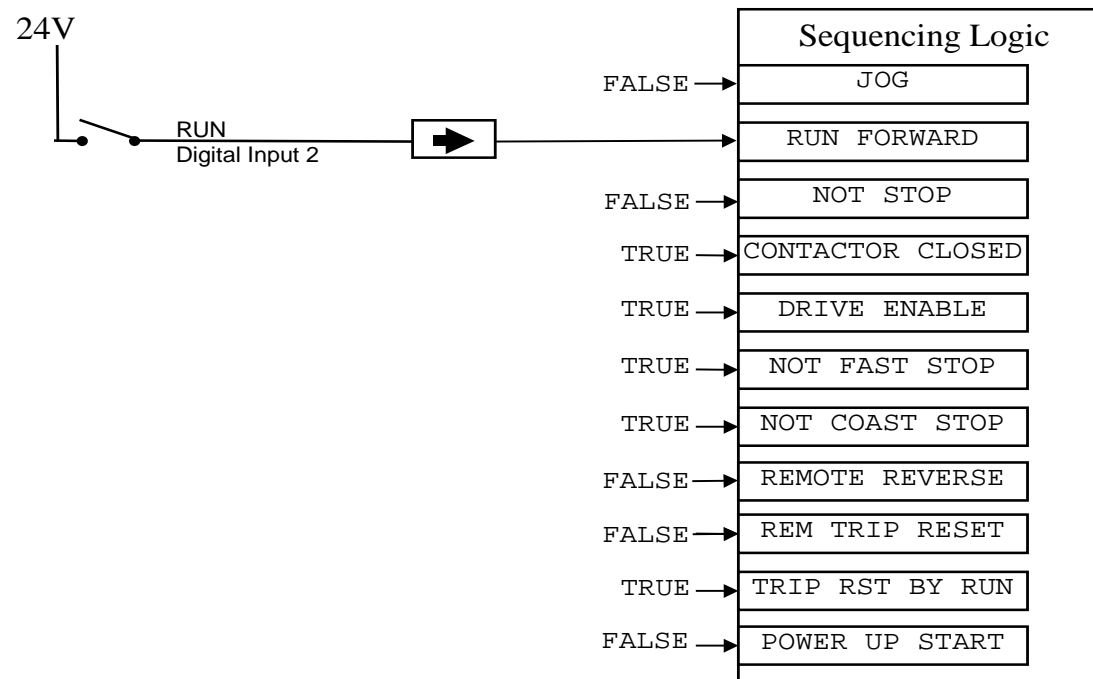 24V
Sequencing Logic
FALSE JOG
RUN RUN FORWARD
Digital Input 2
FALSE NOT STOP
TRUE CONTACTOR CLOSED
TRUE DRIVE ENABLE
TRUE NOT FAST STOP
TRUE NOT COAST STOP
FALSE REMOTE REVERSE
FALSE REM TRIP RESET
TRUE TRIP RST BY RUN
FALSE POWER UP START